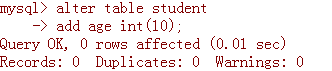 mysql> alter table student
    -> add age int(10);
Query OK, 0 rows affected (0.01 sec)
Records: 0  Duplicates: 0  Warnings: 0